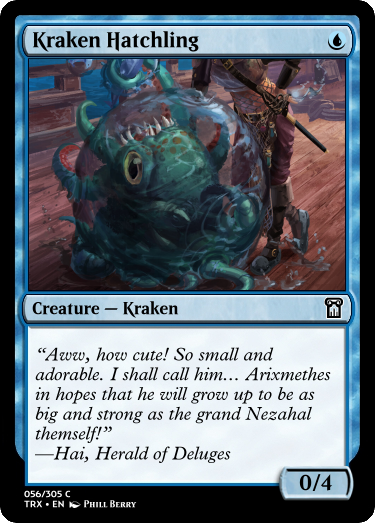 Kraken Hatchling
Creature — Kraken
“Aww, how cute! So small and
adorable. I shall call him… Arixmethes
in hopes that he will grow up to be as
big and strong as the grand Nezahal
themself!”
—Hai, Herald of Deluges
0/4
056/305 C
TRX • EN Phill Berry